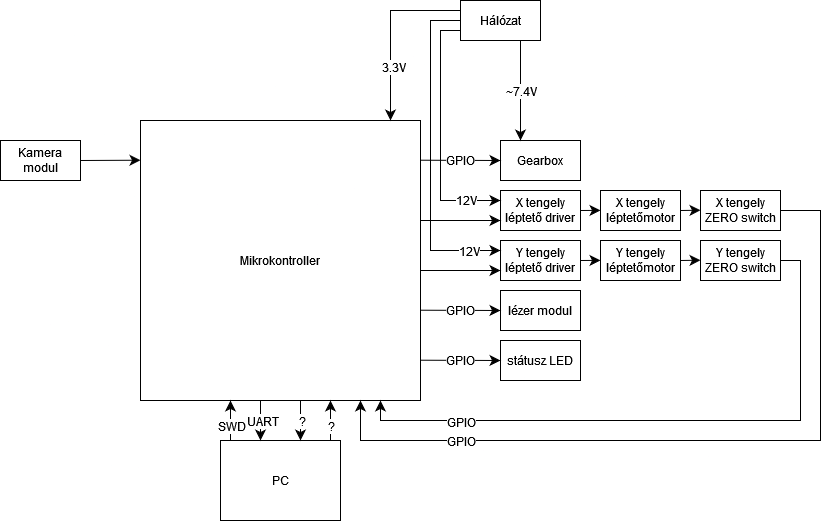 Hálózat
3.3V
~7.4V
Kamera
modul
GPIO
Gearbox
12V
X tengely
léptető driver
X tengely
léptetőmotor
X tengely
ZERO switch
Mikrokontroller
12V
Y tengely
léptető driver
Y tengely
léptetőmotor
Y tengely
ZERO switch
GPIO
lézer modul
GPIO
státusz LED
SWD
UART
?
?
GPIO
GPIO
PC